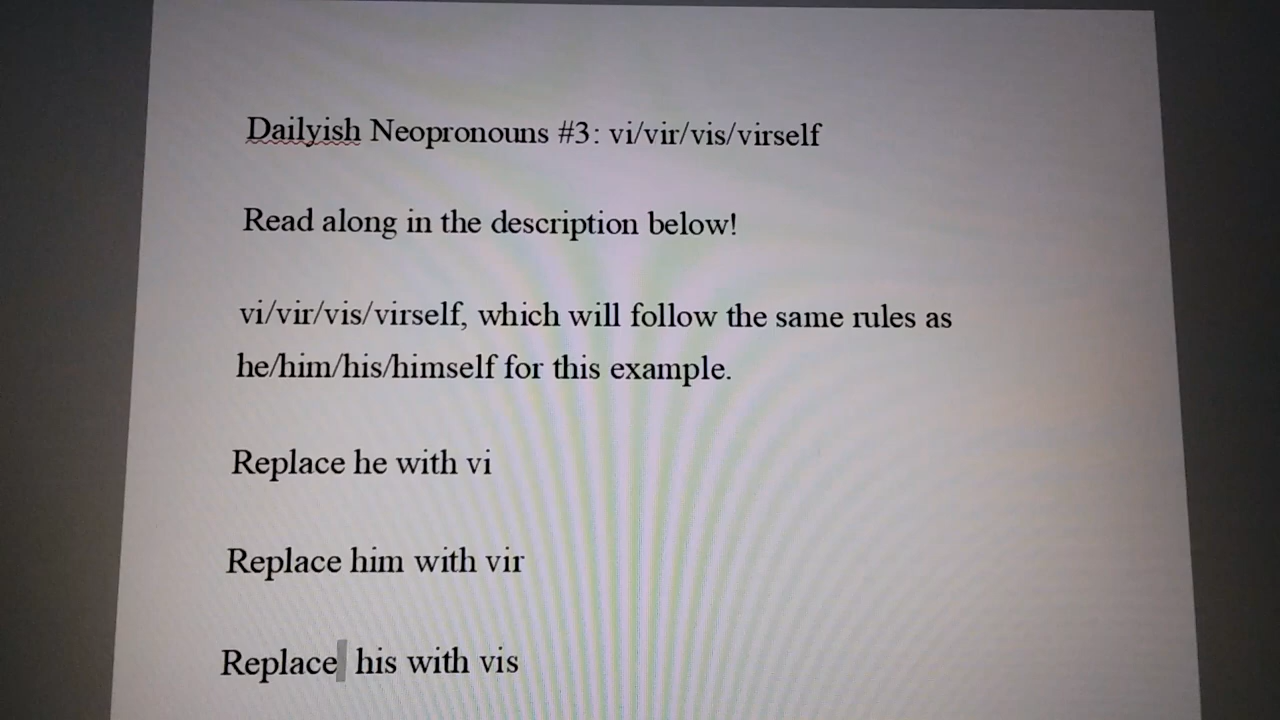 Dailyish Neopronouns #3: vi/vir/vis/virself
Read along in the description below!
vi/vir/vis/virself, which will follow the same rules as
he/him/his/himself for this example.
Replace he with vi
Replace him with vir
Replace his with vis